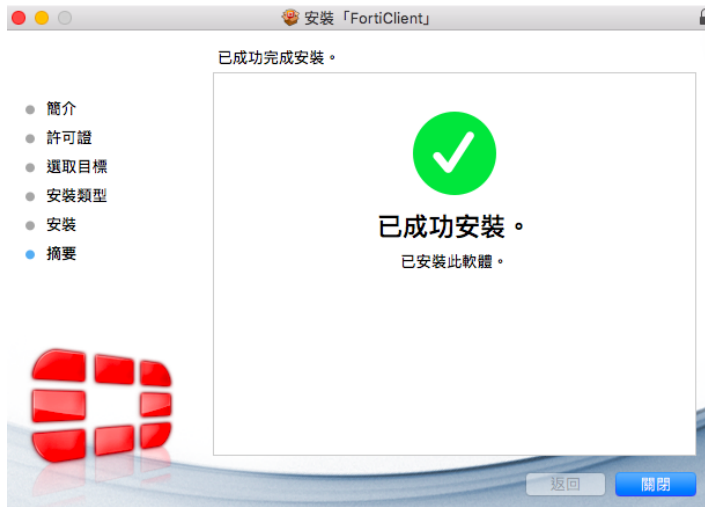 安裝「FortiClient」
已成功完成安裝。
簡介
許可證
選取目標
安裝類型
安裝
摘要
已成功安裝。
已安裝此軟體。
返回
關閉